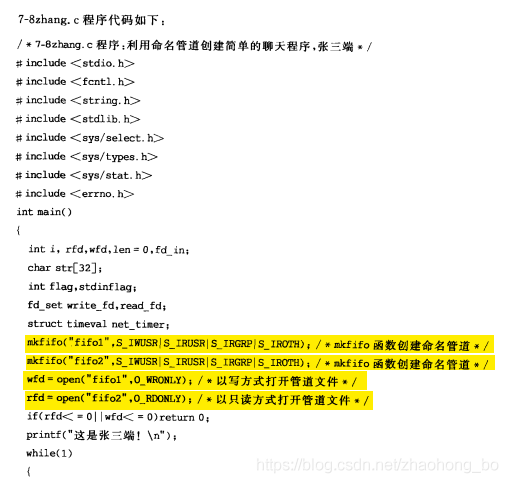 7-8zhang.c 程序代码如下：
/*7-8zhang.c 程序:利用命名管道创建简单的聊天程序,张三端*/
#include <stdio.h>
#include <fcntl.h>
#include <string.h>
#include <stdlib.h>
#include <sys/select.h>
#include <sys/types.h>
#include <sys/stat.h>
#include <errno.h>
int main()
{
int i, rfd,wfd,len=0,fd_in;
char str[32];
int flag,stdinflag;
fd_set write_fd,read_fd;
struct timeval net_timer;
mkfifo("fifo1",S_IWUSR|S_IRUSR|S_IRGRP|S_IROTH);/*mkfifo 函数创建命名管道*/
mkfifo("fifo2",S_IWUSR|S_IRUSR|S_IRGRP|S_IROTH);/*mkfifo 函数创建命名管道*/
wfd=open("fifo1",O_WRONLY);/*以写方式打开管道文件*/
rfd=open("fifo2",O_RDONLY);/*以只读方式打开管道文件*/
if(rfd<=0||wfd<=0)return 0;
printf("这是张三端！\n");
while(1)
{
https://blog.csdn.net/zhaohong_bo